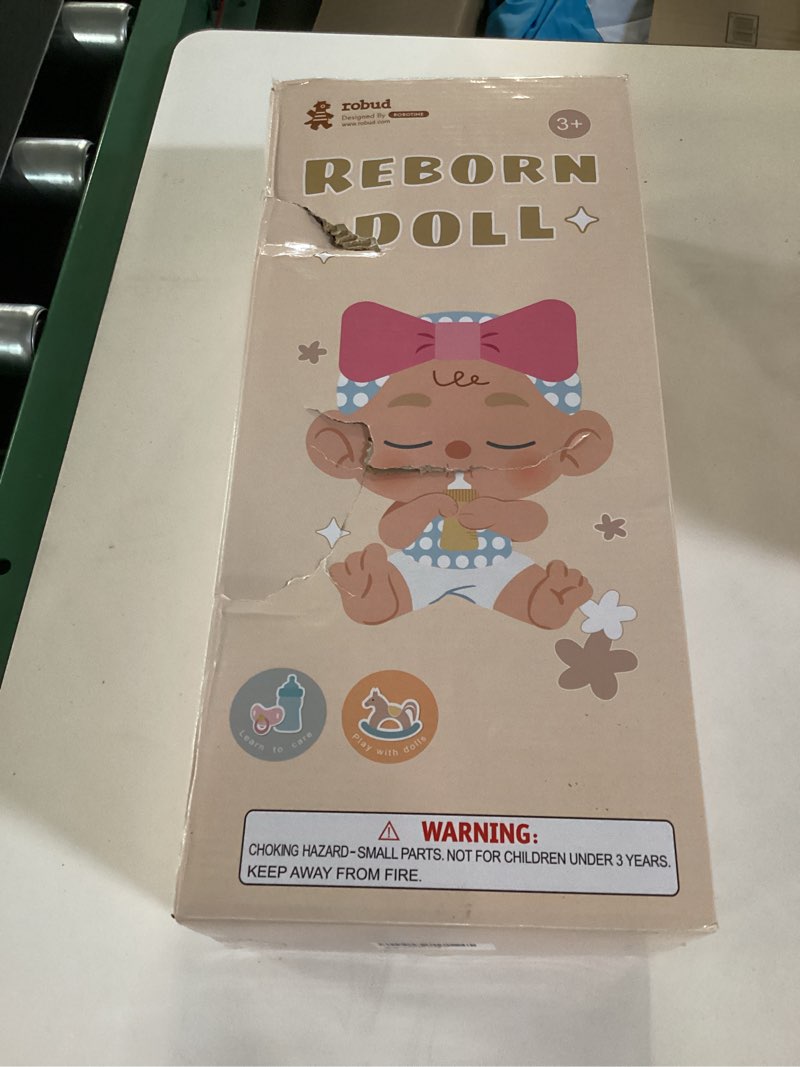 robud
Designed By ROBOTIME
www.robud.com
3+
REBORN
DOLL
Learn to care
Play with dolls
WARNING:
CHOKING HAZARD-SMALL PARTS. NOT FOR CHILDREN UNDER 3 YEARS.
KEEP AWAY FROM FIRE.